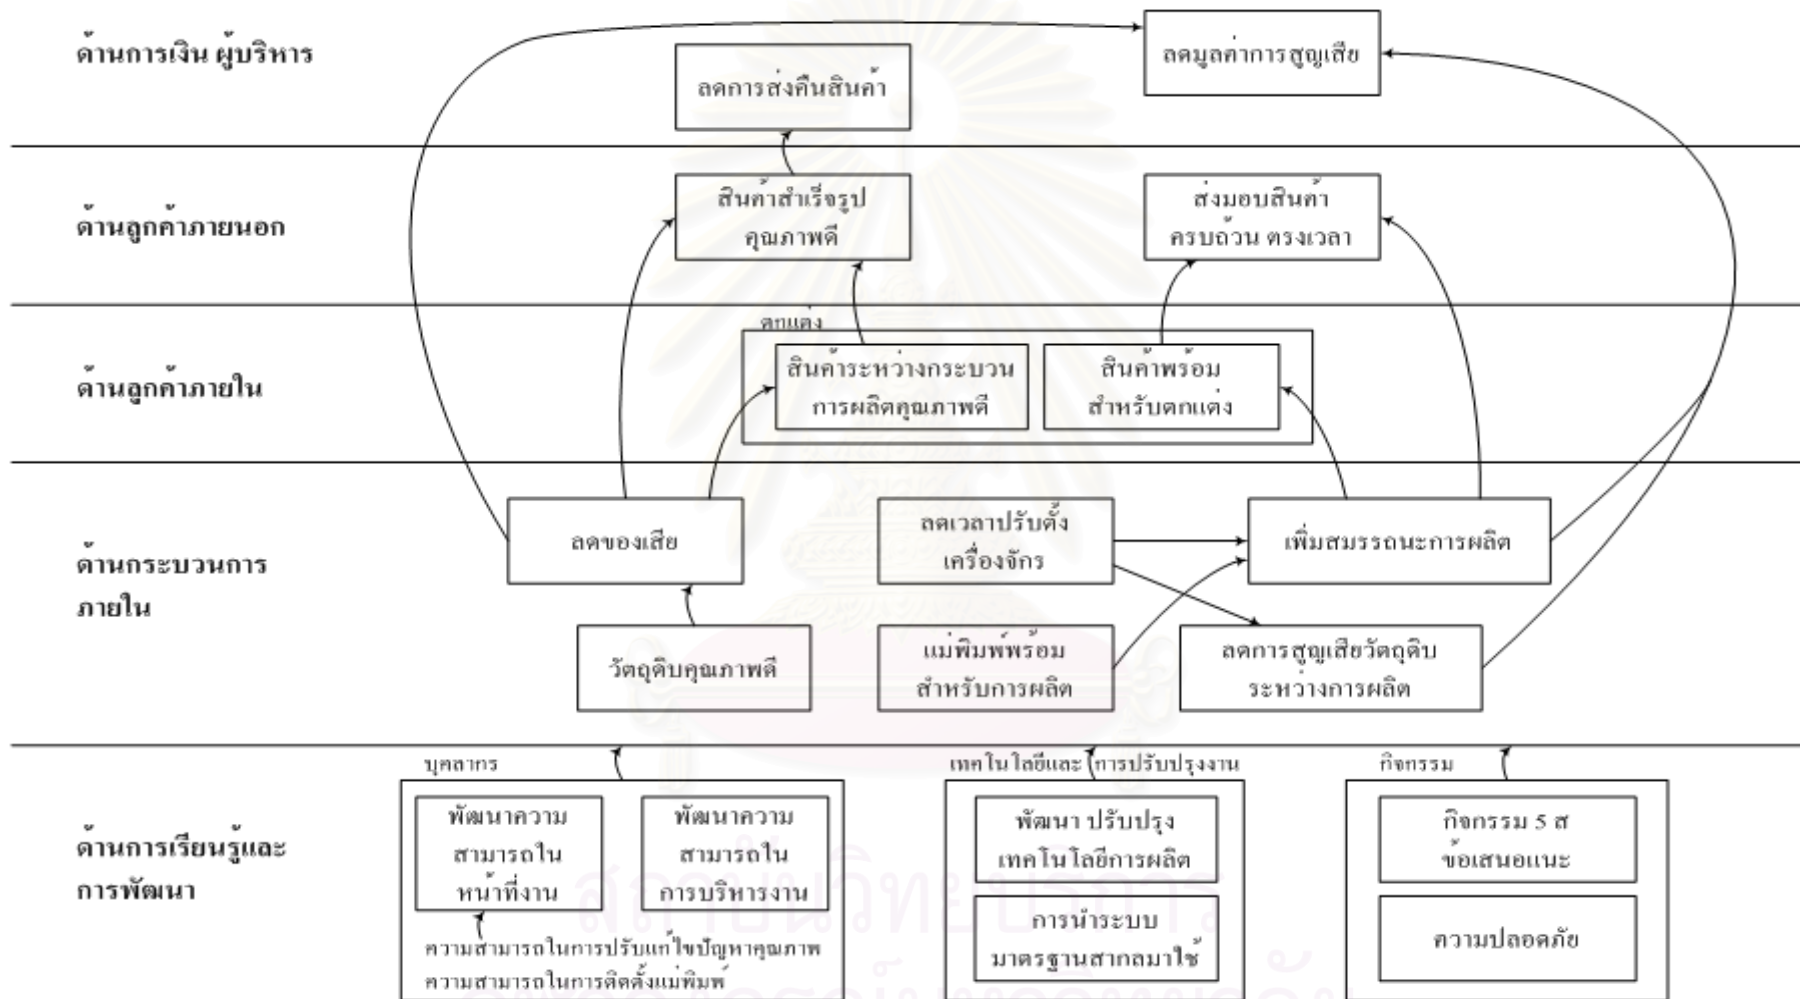 ด้านการเงิน ผู้บริหาร
ลดการส่งคืนสินค้า
ลดมูลค่าการสูญเสีย
ด้านลูกค้าภายนอก
สินค้าสำเร็จรูป
คุณภาพดี
ส่งมอบสินค้า
ครบถ้วน ตรงเวลา
ด้านลูกค้าภายใน
ตกแต่ง
สินค้าระหว่างกระบวน
การผลิตคุณภาพดี
สินค้าพร้อม
สำหรับตกแต่ง
ด้านกระบวนการ
ภายใน
ลดของเสีย
ลดเวลาปรับตั้ง
เครื่องจักร
เพิ่มสมรรถนะการผลิต
วัตถุดิบคุณภาพดี
แม่พิมพ์พร้อม
สำหรับการผลิต
ลดการสูญเสียวัตถุดิบ
ระหว่างการผลิต
ด้านการเรียนรู้และ
การพัฒนา
บุคลากร
พัฒนาความ
สามารถใน
หน้าที่งาน
พัฒนาความ
สามารถใน
การบริหารงาน
ความสามารถในการปรับแก้ไขปัญหาคุณภาพ
ความสามารถในการติดตั้งแม่พิมพ์
เทคโนโลยีและ การปรับปรุงงาน
พัฒนา ปรับปรุง
เทคโนโลยีการผลิต
การนำระบบ
มาตรฐานสากลมาใช้
กิจกรรม
กิจกรรม 5 ส
ข้อเสนอแนะ
ความปลอดภัย
สถาบันวิทยบริการ